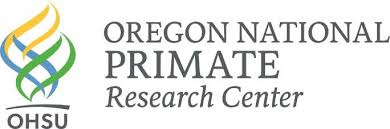 OREGON NATIONAL
PRIMATE
Research Center
OHSU